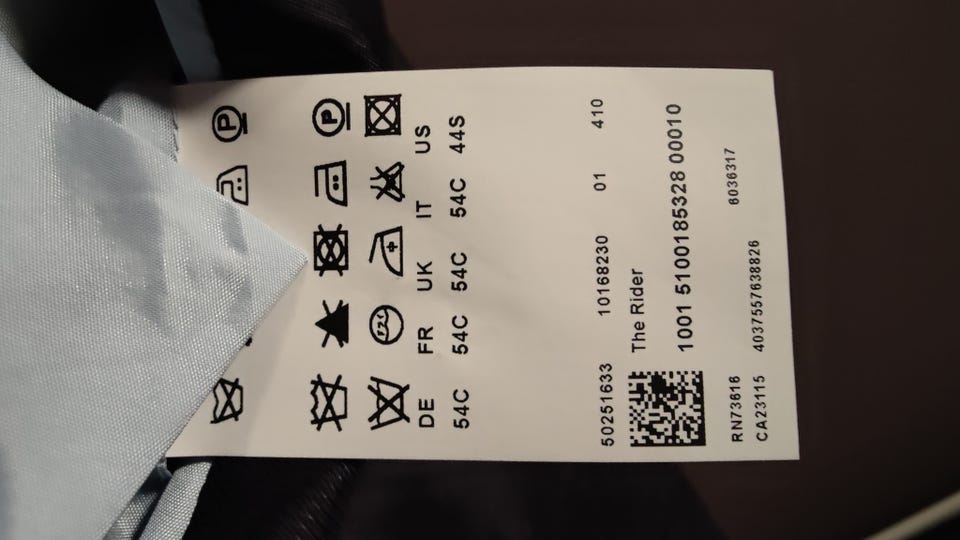 DE FR UK IT US
54C 54C 54C 54C 44S
50251633 10168230 01 410
The Rider
1001 5100185328 00010
RN73616 6036317
CA23115 4037557638826